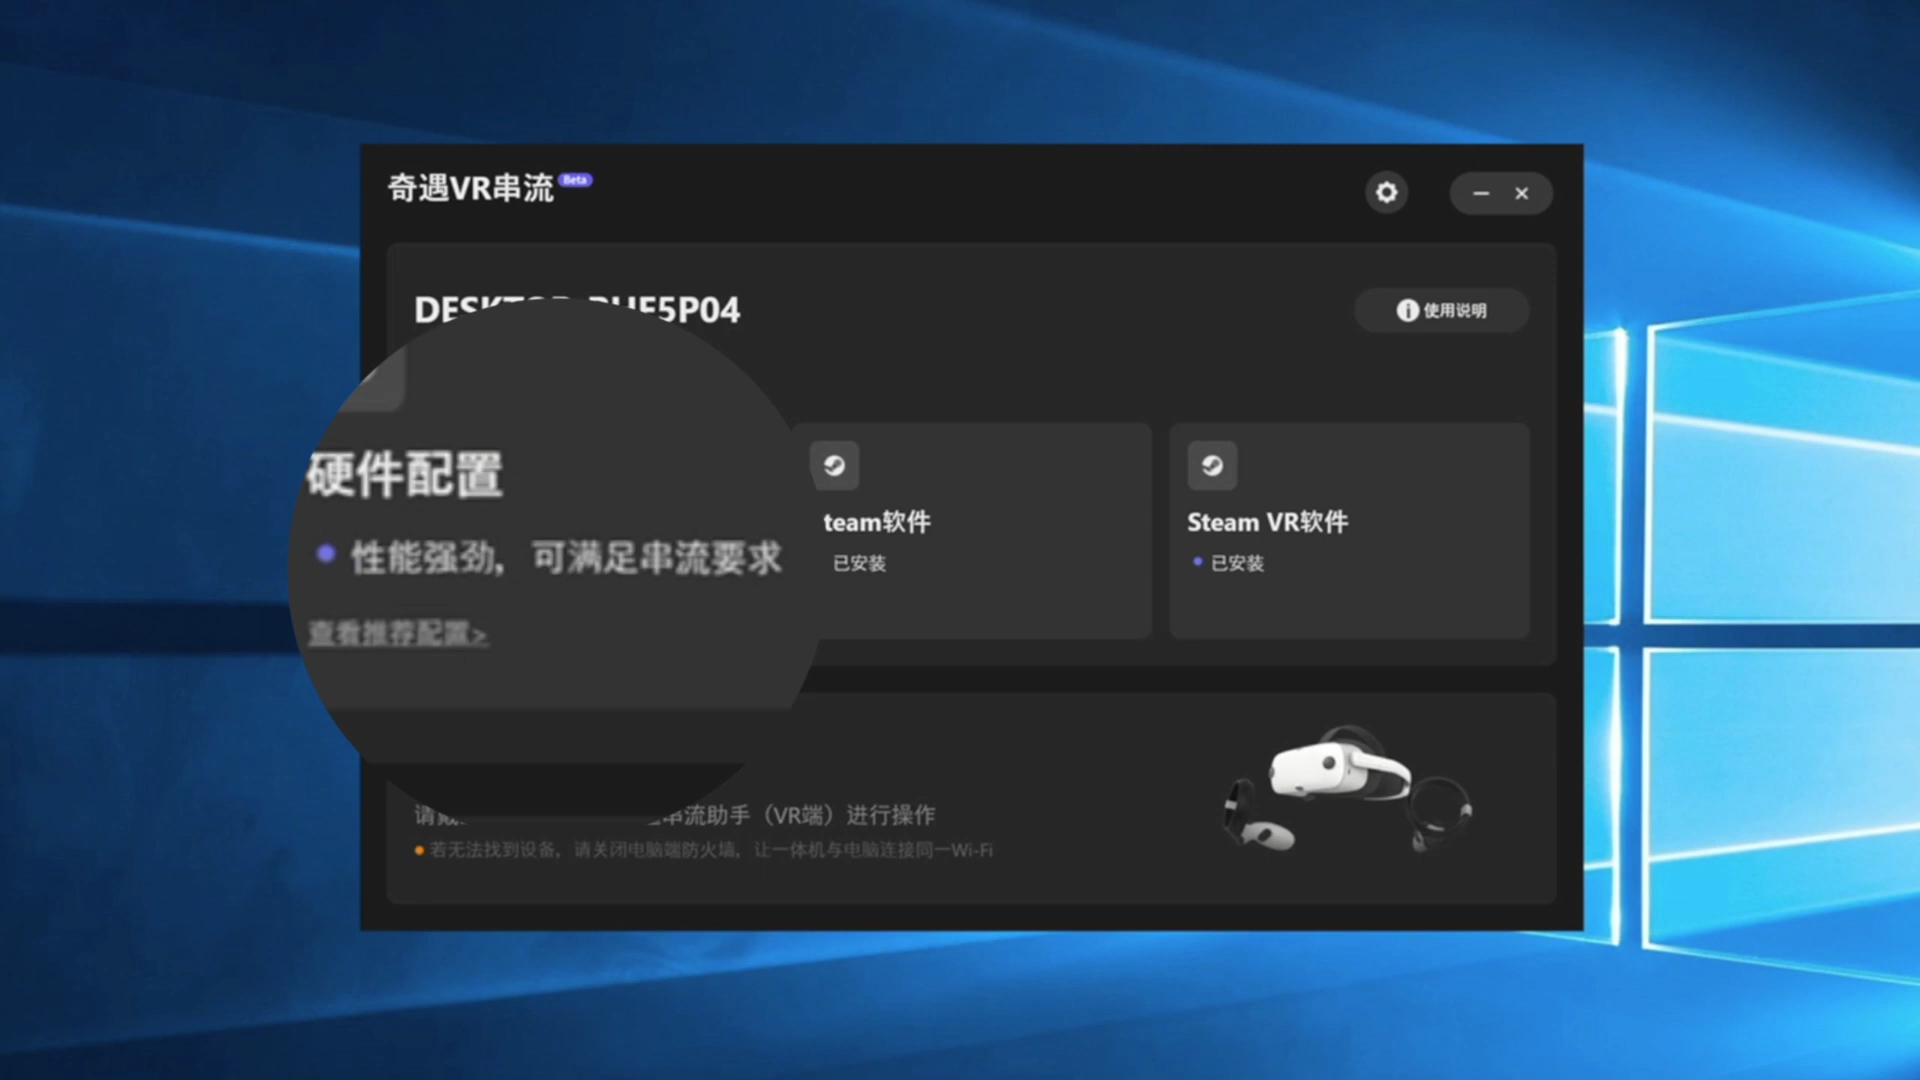 奇遇VR串流 Beta
使用说明
硬件配置
性能强劲，可满足串流要求
查看推荐配置>
team软件
已安装
Steam VR软件
已安装
串流助手（VR端）进行操作
若无法找到设备，请关闭电脑端防火墙，让一体机与电脑连接同一Wi-Fi